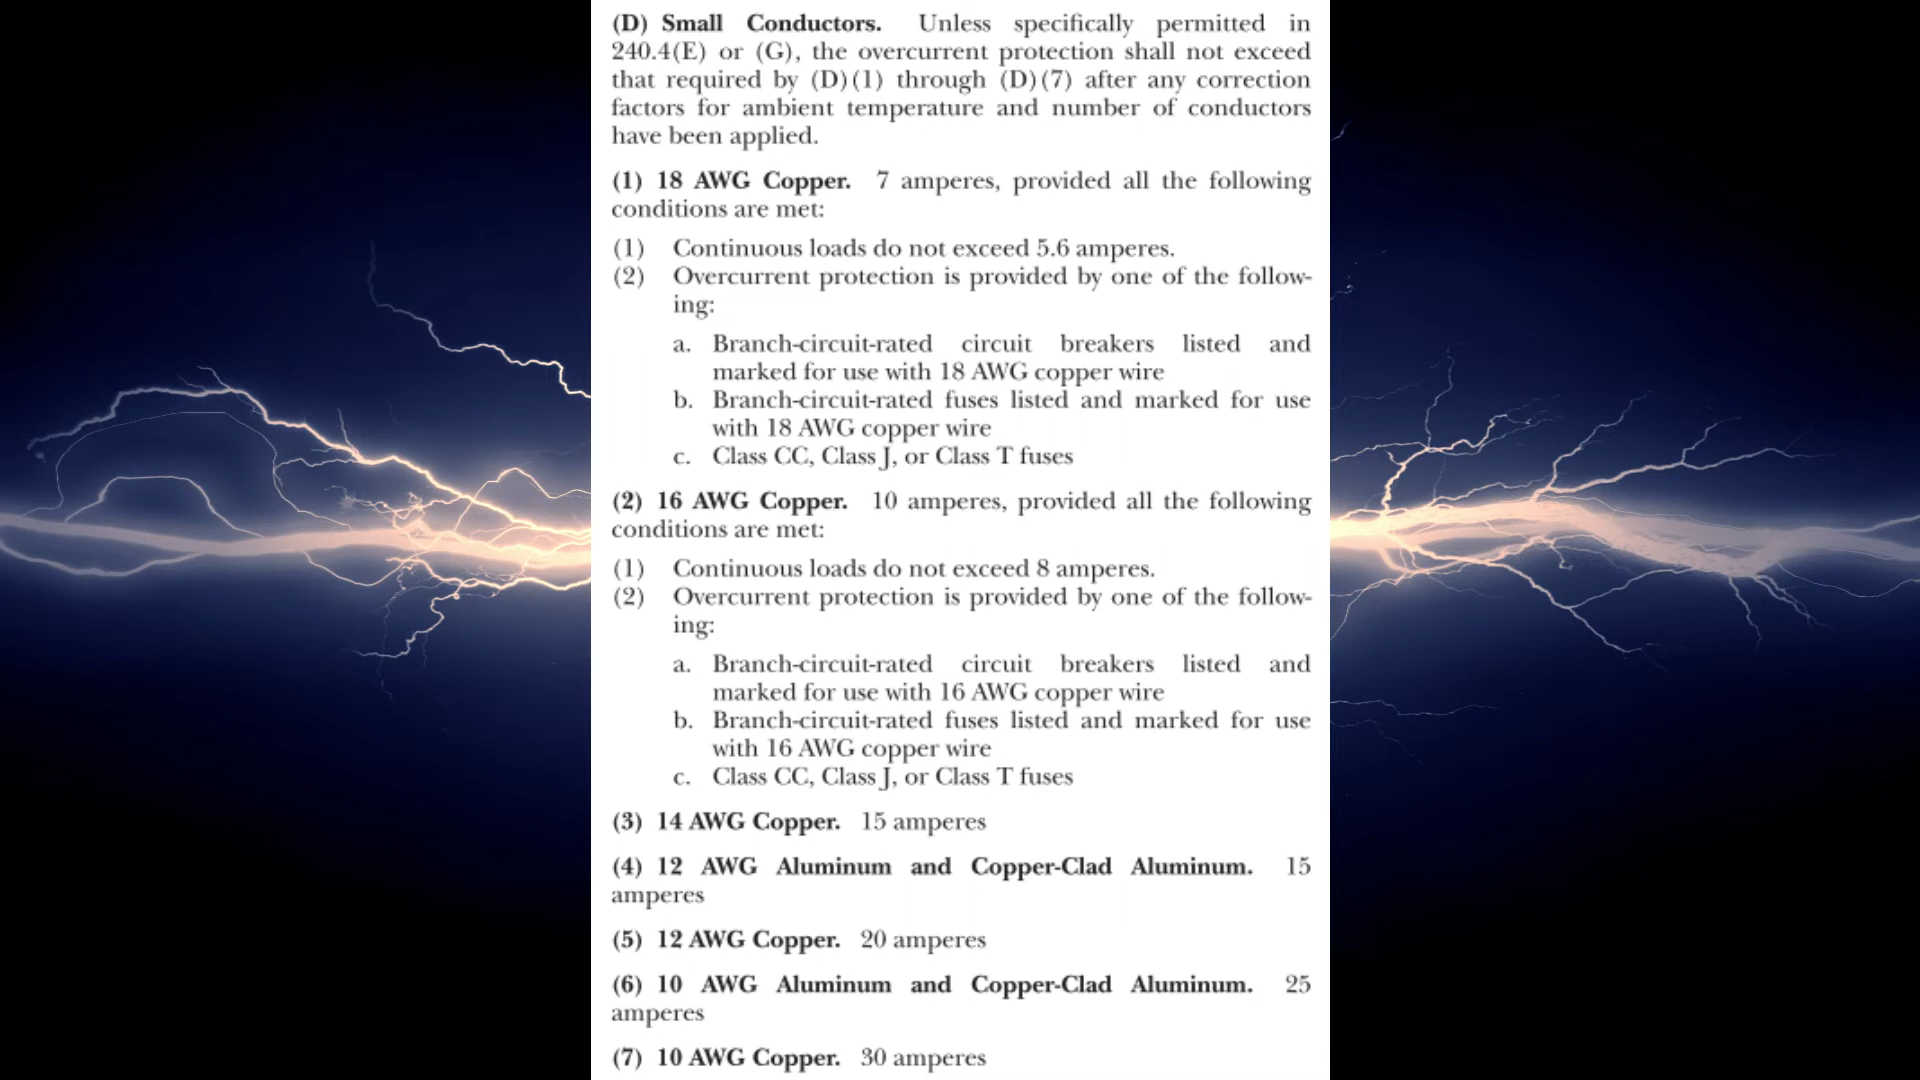 (D) Small Conductors. Unless specifically permitted in
240.4(E) or (G), the overcurrent protection shall not exceed
that required by (D)(1) through (D)(7) after any correction
factors for ambient temperature and number of conductors
have been applied.
(1) 18 AWG Copper. 7 amperes, provided all the following
conditions are met:
(1) Continuous loads do not exceed 5.6 amperes.
(2) Overcurrent protection is provided by one of the follow-
ing:
a. Branch-circuit-rated circuit breakers listed and
marked for use with 18 AWG copper wire
b. Branch-circuit-rated fuses listed and marked for use
with 18 AWG copper wire
c. Class CC, Class J, or Class T fuses
(2) 16 AWG Copper. 10 amperes, provided all the following
conditions are met:
(1) Continuous loads do not exceed 8 amperes.
(2) Overcurrent protection is provided by one of the follow-
ing:
a. Branch-circuit-rated circuit breakers listed and
marked for use with 16 AWG copper wire
b. Branch-circuit-rated fuses listed and marked for use
with 16 AWG copper wire
c. Class CC, Class J, or Class T fuses
(3) 14 AWG Copper. 15 amperes
(4) 12 AWG Aluminum and Copper-Clad Aluminum. 15
amperes
(5) 12 AWG Copper. 20 amperes
(6) 10 AWG Aluminum and Copper-Clad Aluminum. 25
amperes
(7) 10 AWG Copper. 30 amperes